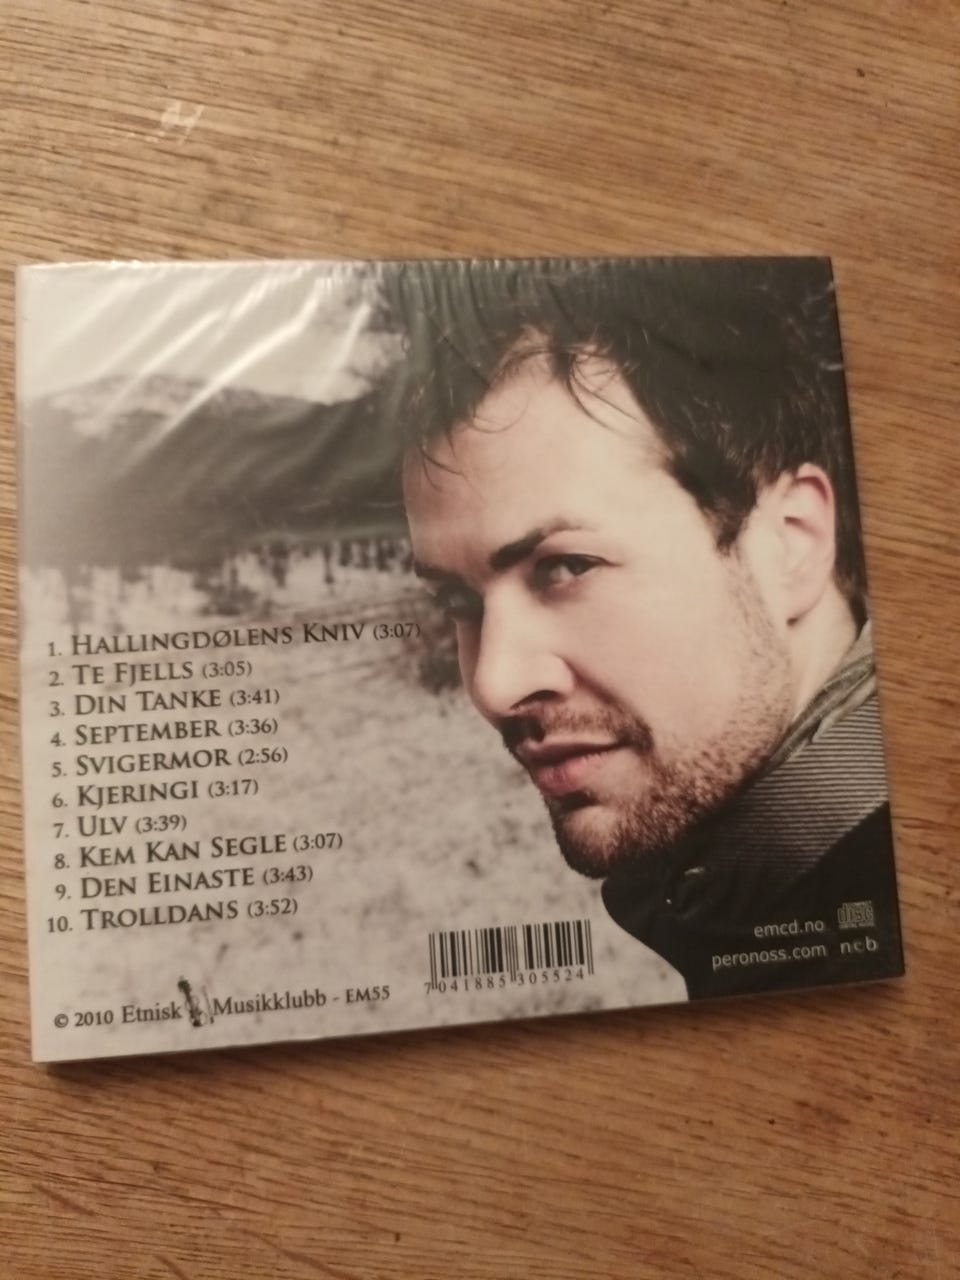 1. HALLINGDØLENS KNIV (3:07)
2. TE FJELLS (3:05)
3. DIN TANKE (3:41)
4. SEPTEMBER (3:36)
5. SVIGERMOR (2:56)
6. KJERINGI (3:17)
7. ULV (3:39)
8. KEM KAN SEGLE (3:07)
9. DEN EINASTE (3:43)
10. TROLLDANS (3:52)
© 2010 Etnisk Musikklubb - EM55
7 041885 305524
emcd.no
peronoss.com
ncb
disc